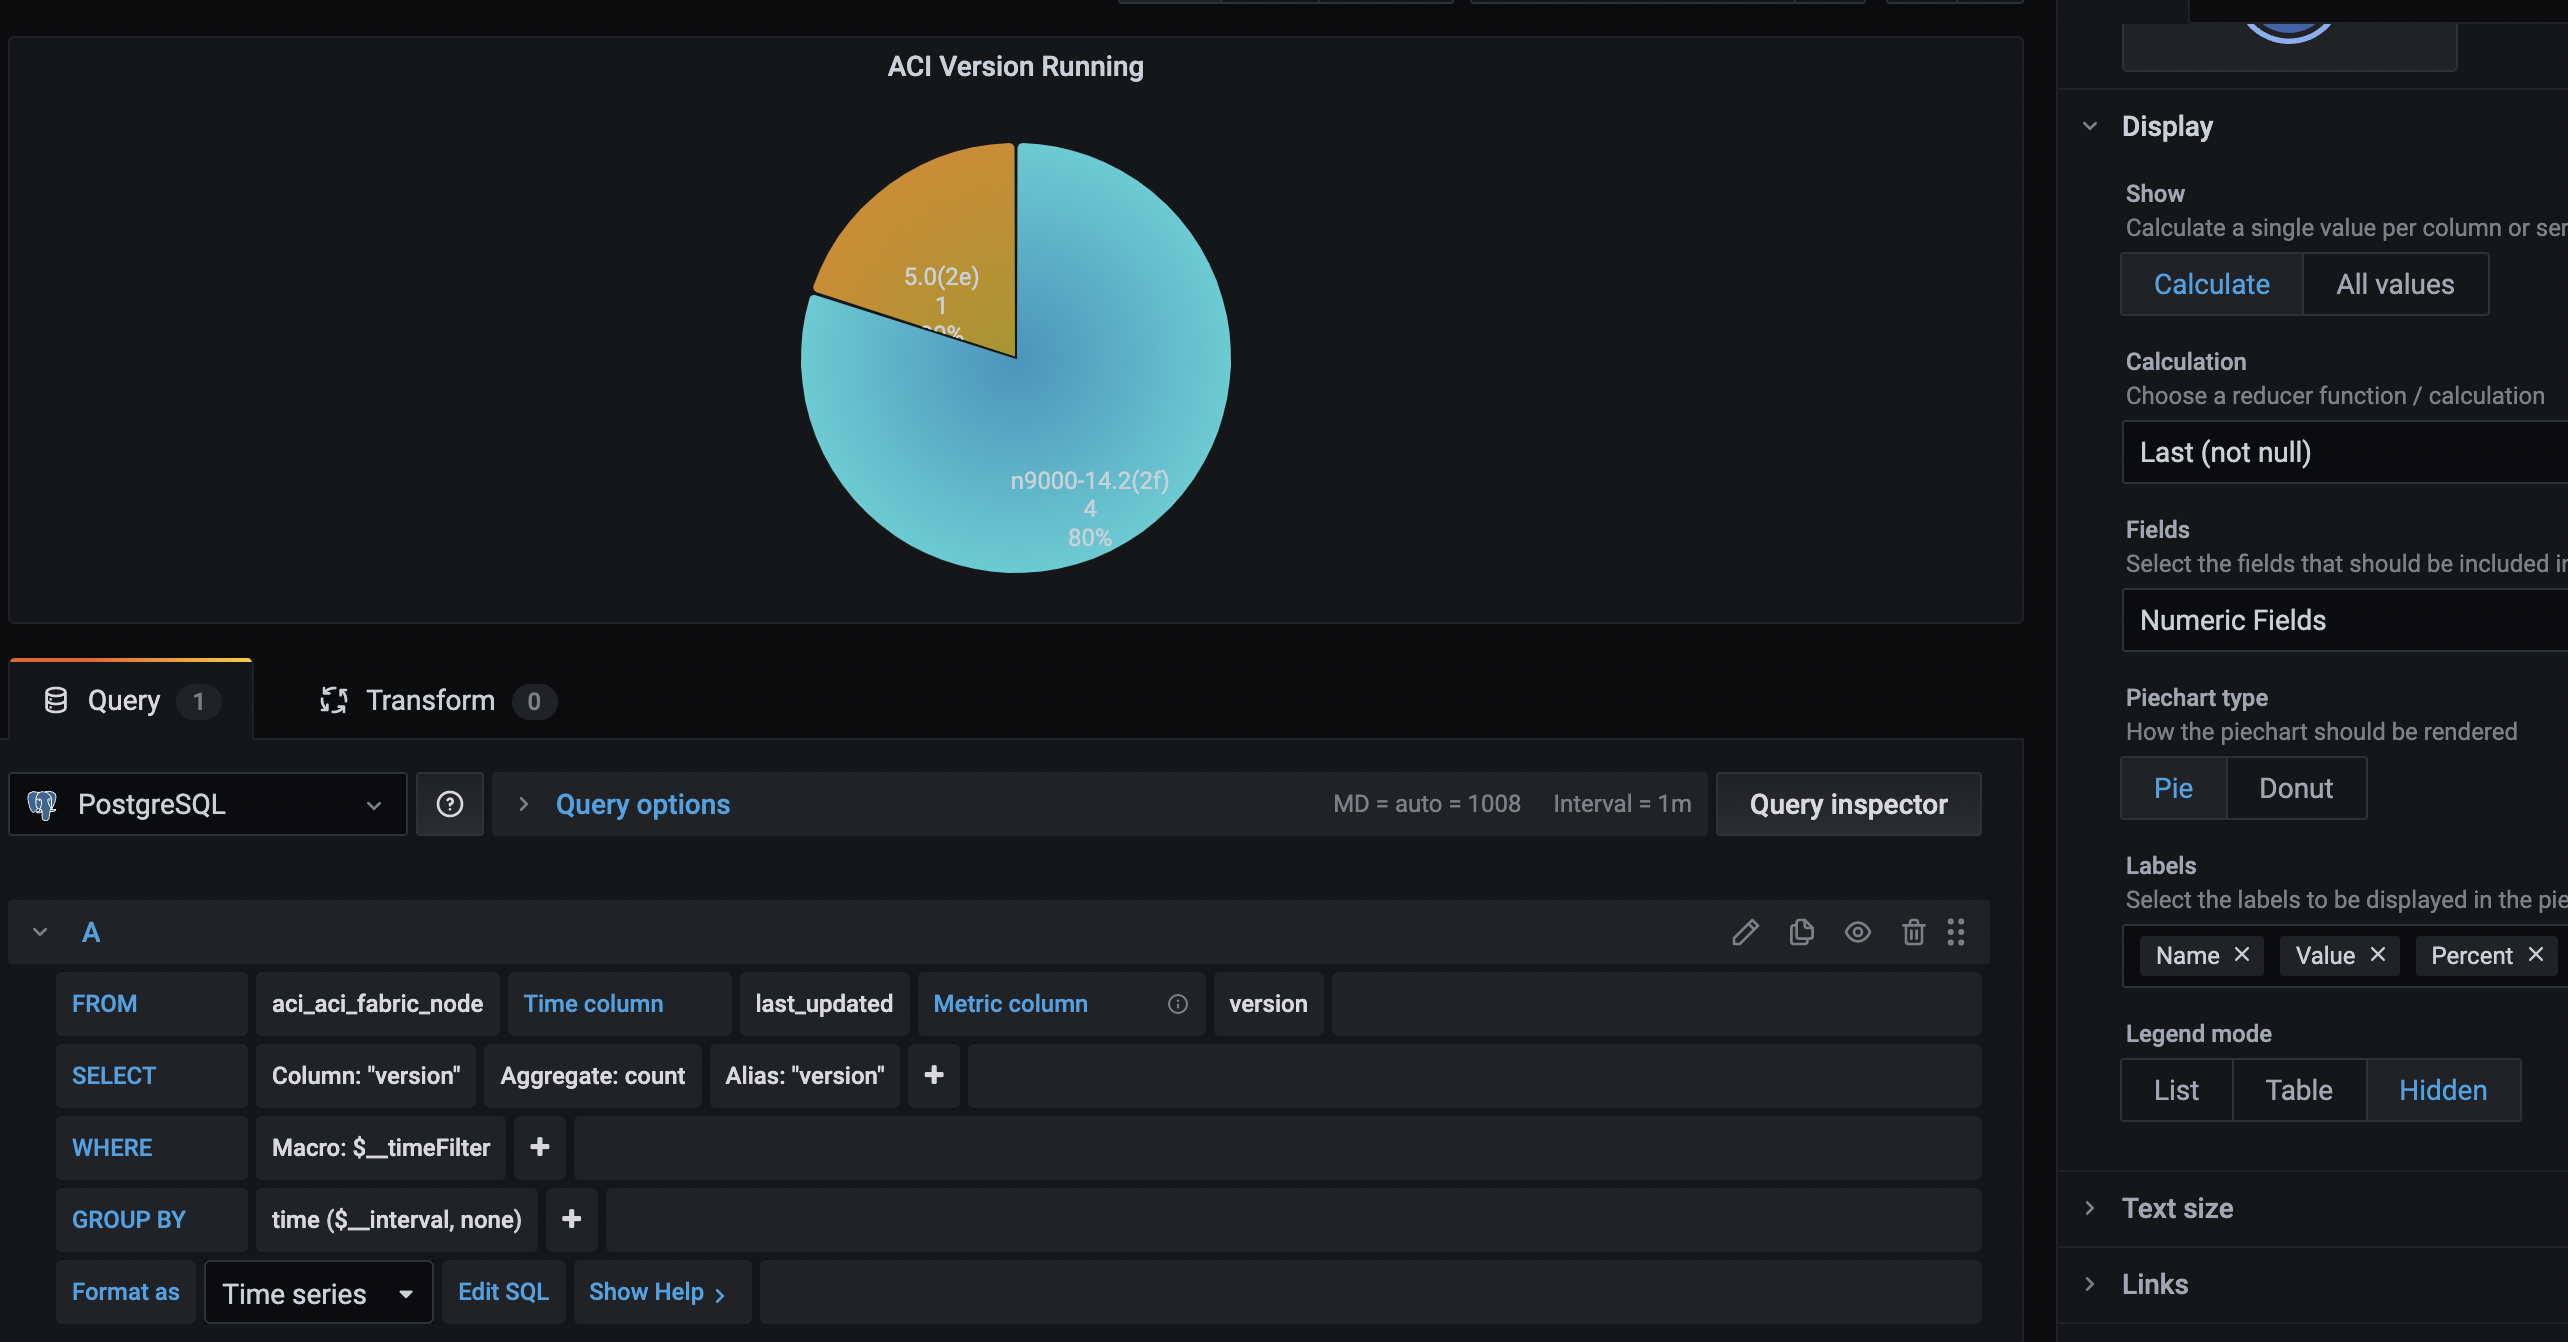 ACI Version Running
5.0(2e)
1
n9000-14.2(2f)
4
80%
Query 1
Transform 0
PostgreSQL
Query options
MD = auto = 1008
Interval = 1m
Query inspector
A
FROM aci_aci_fabric_node Time column last_updated Metric column version
SELECT Column: "version" Aggregate: count Alias: "version" +
WHERE Macro: $__timeFilter +
GROUP BY time ($__interval, none) +
Format as Time series Edit SQL Show Help >
Display
Show
Calculate a single value per column or ser
Calculate All values
Calculation
Choose a reducer function / calculation
Last (not null)
Fields
Select the fields that should be included
Numeric Fields
Piechart type
How the piechart should be rendered
Pie Donut
Labels
Select the labels to be displayed in the pie
Name × Value × Percent ×
Legend mode
List Table Hidden
Text size
Links